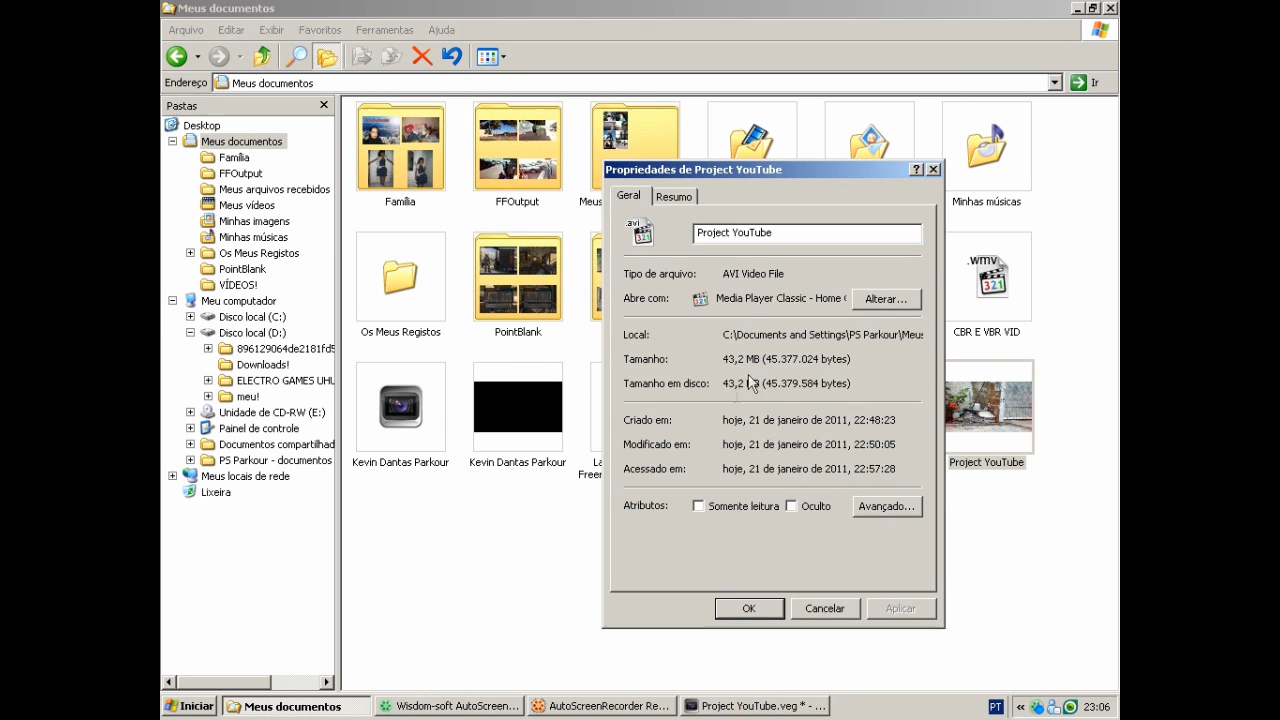 Meus documentos
Arquivo Editar Exibir Favoritos Ferramentas Ajuda
Endereço Meus documentos Ir
Pastas
Desktop
Meus documentos
Família
FFOutput
Meus arquivos recebidos
Meus vídeos
Minhas imagens
Minhas músicas
Os Meus Registos
PointBlank
VÍDEOS!
Meu computador
Disco local (C:)
Disco local (D:)
896129064de2181fd5
Downloads!
ELECTRO GAMES UHU
meu!
Unidade de CD-RW (E:)
Painel de controle
Documentos compartilhad
PS Parkour - documentos
Meus locais de rede
Lixeira
Família
FFOutput
Meus
Minhas músicas
Os Meus Registos
PointBlank
.wmv
321
CBR E VBR VID
Kevin Dantas Parkour
Kevin Dantas Parkour
La
Freer
Project YouTube
Propriedades de Project YouTube
Geral Resumo
.avi
321
Project YouTube
Tipo de arquivo: AVI Video File
Abre com: Media Player Classic - Home C Alterar...
Local: C:\Documents and Settings\PS Parkour\Meus
Tamanho: 43,2 MB (45.377.024 bytes)
Tamanho em disco: 43,2 (45.379.584 bytes)
Criado em: hoje, 21 de janeiro de 2011, 22:48:23
Modificado em: hoje, 21 de janeiro de 2011, 22:50:05
Acessado em: hoje, 21 de janeiro de 2011, 22:57:28
Atributos: Somente leitura Oculto Avançado...
OK Cancelar Aplicar
Iniciar Meus documentos Wisdom-soft AutoScreen... AutoScreenRecorder Re... Project YouTube.veg * - ... PT « 23:06